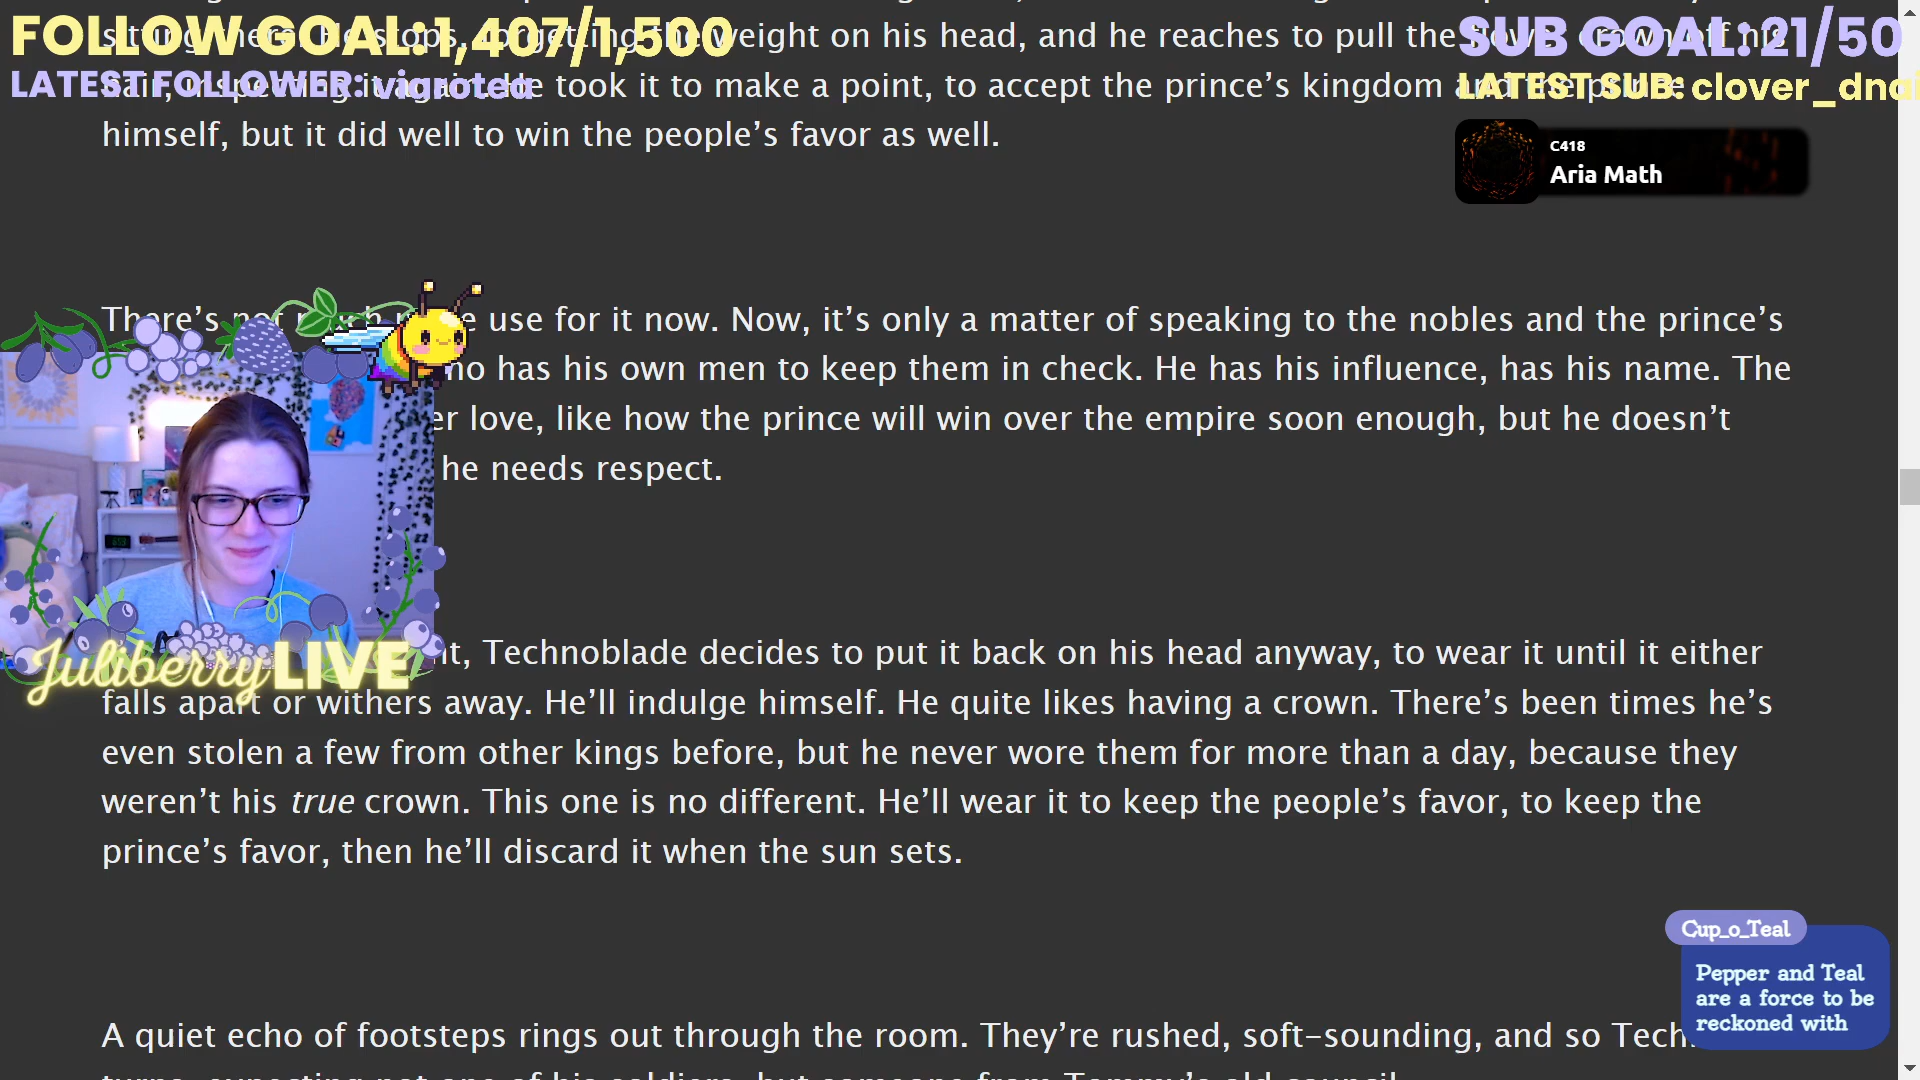 FOLLOW GOAL: 1,407/1,500
SUB GOAL: 21/50
LATEST FOLLOWER: vigroted
LATEST SUB: clover_dnai
weight on his head, and he reaches to pull the
took it to make a point, to accept the prince’s kingdom
himself, but it did well to win the people’s favor as well.
C418
Aria Math
There’s not use for it now. Now, it’s only a matter of speaking to the nobles and the prince’s
has his own men to keep them in check. He has his influence, has his name. The
love, like how the prince will win over the empire soon enough, but he doesn’t
he needs respect.
Juliberry LIVE
Technoblade decides to put it back on his head anyway, to wear it until it either
falls apart or withers away. He’ll indulge himself. He quite likes having a crown. There’s been times he’s
even stolen a few from other kings before, but he never wore them for more than a day, because they
weren’t his true crown. This one is no different. He’ll wear it to keep the people’s favor, to keep the
prince’s favor, then he’ll discard it when the sun sets.
Cup_o_Teal
Pepper and Teal
are a force to be
reckoned with
A quiet echo of footsteps rings out through the room. They’re rushed, soft-sounding, and so